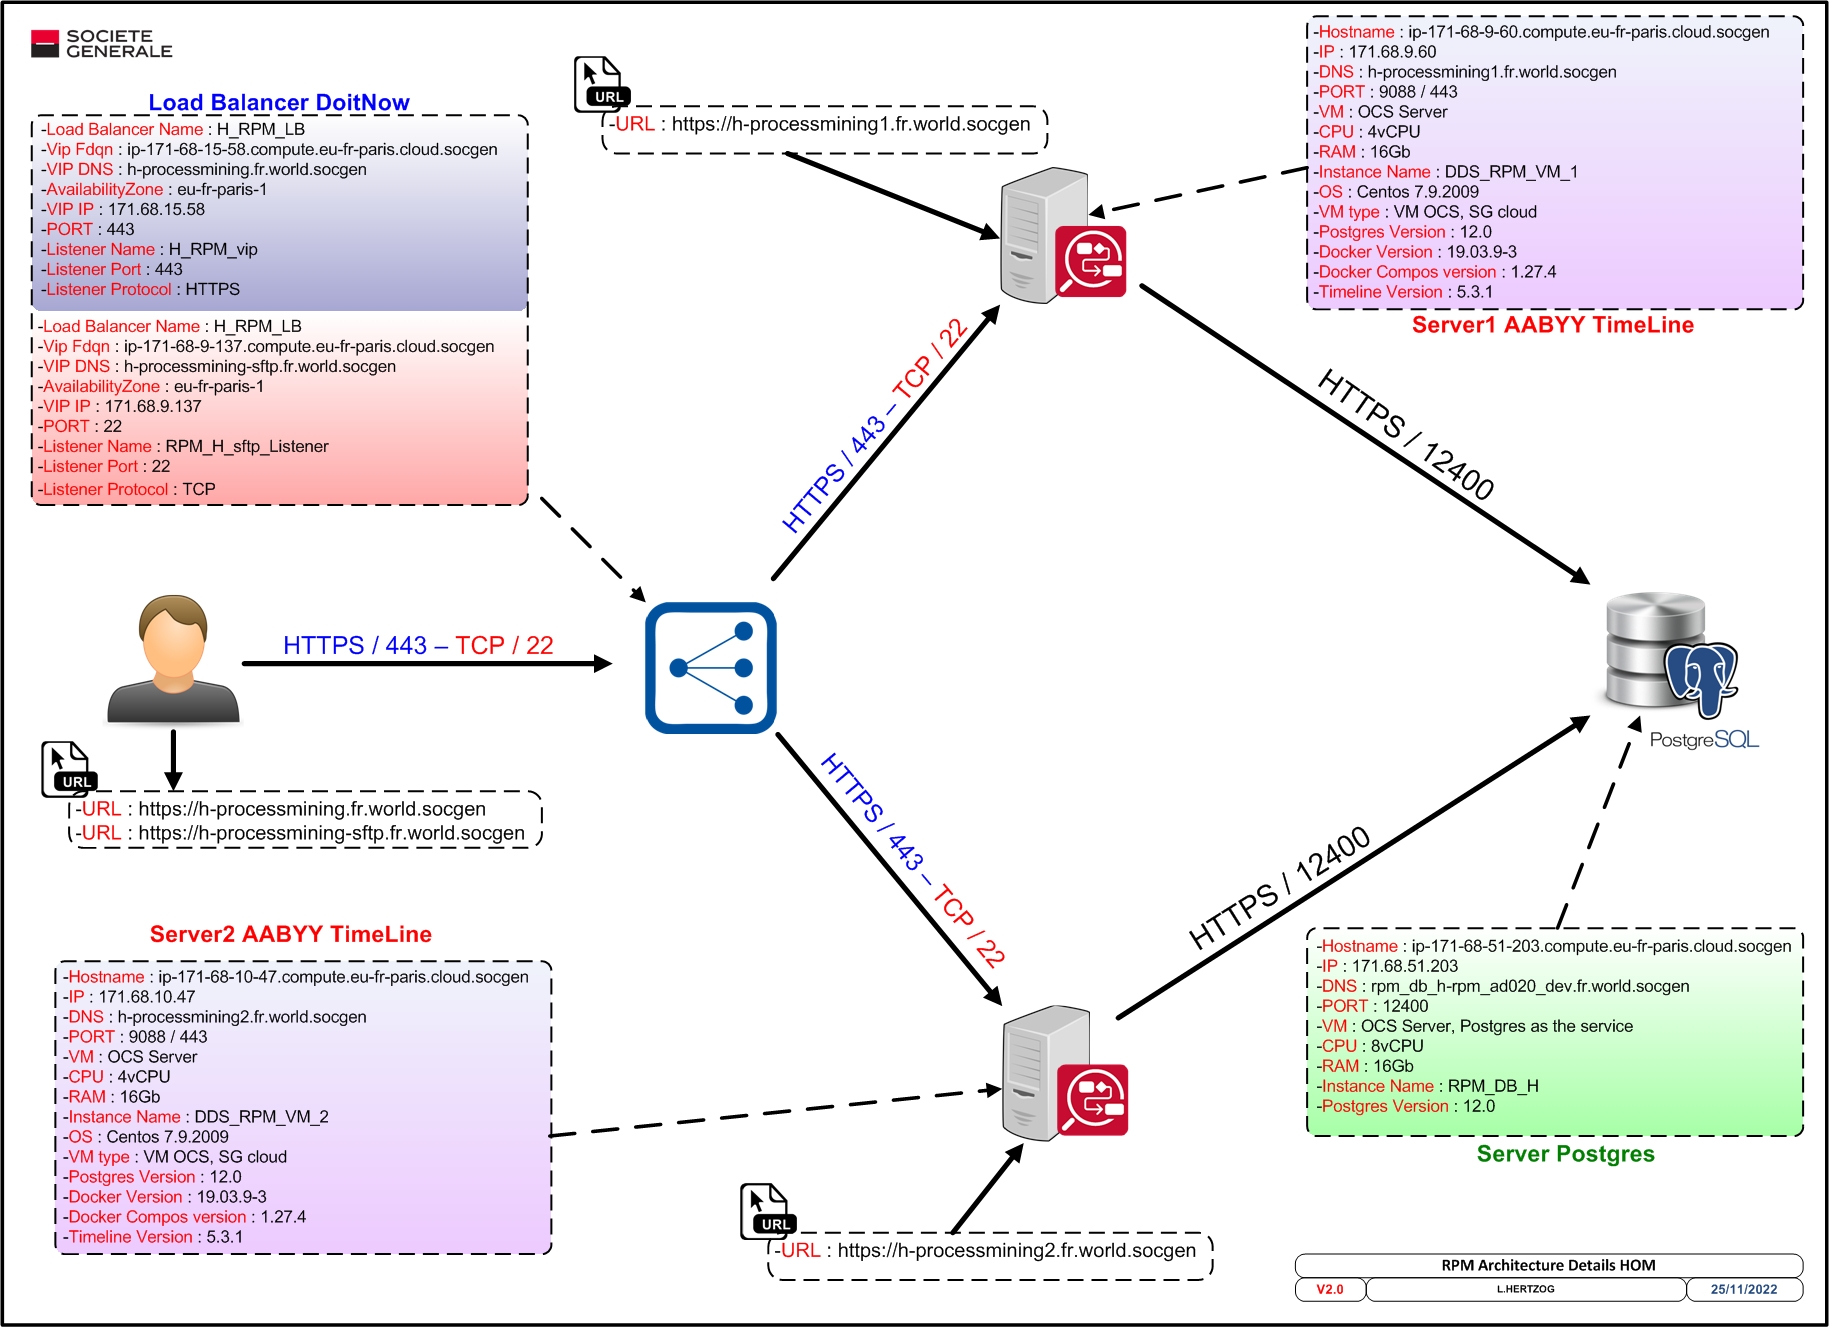 SOCIETE
GENERALE
Load Balancer DoitNow
-Load Balancer Name : H_RPM_LB
-Vip Fdqn : ip-171-68-15-58.compute.eu-fr-paris.cloud.socgen
-VIP DNS : h-processmining.fr.world.socgen
-AvailabilityZone : eu-fr-paris-1
-VIP IP : 171.68.15.58
-PORT : 443
-Listener Name : H_RPM_vip
-Listener Port : 443
-Listener Protocol : HTTPS
-Load Balancer Name : H_RPM_LB
-Vip Fdqn : ip-171-68-9-137.compute.eu-fr-paris.cloud.socgen
-VIP DNS : h-processmining-sftp.fr.world.socgen
-AvailabilityZone : eu-fr-paris-1
-VIP IP : 171.68.9.137
-PORT : 22
-Listener Name : RPM_H_sftp_Listener
-Listener Port : 22
-Listener Protocol : TCP
URL
-URL : https://h-processmining1.fr.world.socgen
-Hostname : ip-171-68-9-60.compute.eu-fr-paris.cloud.socgen
-IP : 171.68.9.60
-DNS : h-processmining1.fr.world.socgen
-PORT : 9088 / 443
-VM : OCS Server
-CPU : 4vCPU
-RAM : 16Gb
-Instance Name : DDS_RPM_VM_1
-OS : Centos 7.9.2009
-VM type : VM OCS, SG cloud
-Postgres Version : 12.0
-Docker Version : 19.03.9-3
-Docker Compos version : 1.27.4
-Timeline Version : 5.3.1
Server1 AABYY TimeLine
HTTPS / 443 – TCP / 22
HTTPS / 12400
HTTPS / 443 – TCP / 22
PostgreSQL
URL
-URL : https://h-processmining.fr.world.socgen
-URL : https://h-processmining-sftp.fr.world.socgen
HTTPS / 443 – TCP / 22
HTTPS / 12400
Server2 AABYY TimeLine
-Hostname : ip-171-68-10-47.compute.eu-fr-paris.cloud.socgen
-IP : 171.68.10.47
-DNS : h-processmining2.fr.world.socgen
-PORT : 9088 / 443
-VM : OCS Server
-CPU : 4vCPU
-RAM : 16Gb
-Instance Name : DDS_RPM_VM_2
-OS : Centos 7.9.2009
-VM type : VM OCS, SG cloud
-Postgres Version : 12.0
-Docker Version : 19.03.9-3
-Docker Compos version : 1.27.4
-Timeline Version : 5.3.1
-Hostname : ip-171-68-51-203.compute.eu-fr-paris.cloud.socgen
-IP : 171.68.51.203
-DNS : rpm_db_h-rpm_ad020_dev.fr.world.socgen
-PORT : 12400
-VM : OCS Server, Postgres as the service
-CPU : 8vCPU
-RAM : 16Gb
-Instance Name : RPM_DB_H
-Postgres Version : 12.0
Server Postgres
URL
-URL : https://h-processmining2.fr.world.socgen
RPM Architecture Details HOM
V2.0 L.HERTZOG 25/11/2022